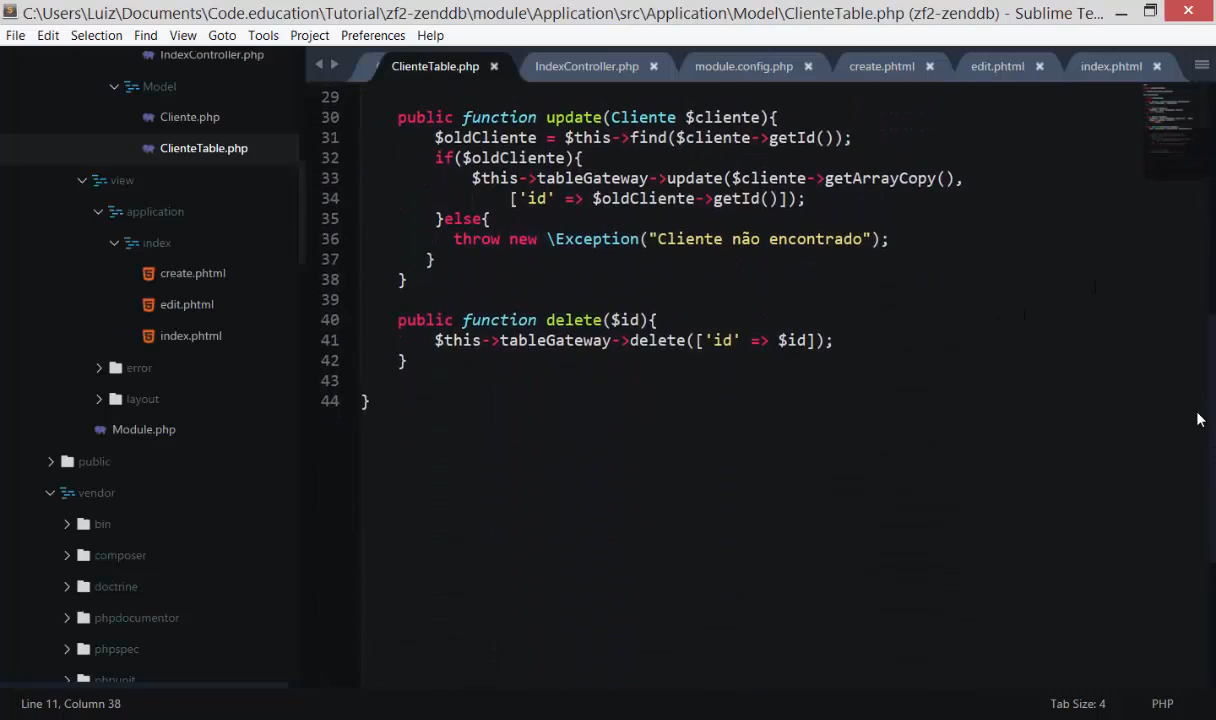 C:\Users\Luiz\Documents\Code.education\Tutorial\zf2-zenddb\module\Application\src\Application\Model\ClienteTable.php (zf2-zenddb) - Sublime Te...
File Edit Selection Find View Goto Tools Project Preferences Help
IndexController.php
Model
Cliente.php
ClienteTable.php
view
application
index
create.phtml
edit.phtml
index.phtml
error
layout
Module.php
public
vendor
bin
composer
doctrine
phpdocumentor
phpspec
phpunit
ClienteTable.php IndexController.php module.config.php create.phtml edit.phtml index.phtml
29
30 public function update(Cliente $cliente){
31 $oldCliente = $this->find($cliente->getId());
32 if($oldCliente){
33 $this->tableGateway->update($cliente->getArrayCopy(),
34 ['id' => $oldCliente->getId()]);
35 }else{
36 throw new \Exception("Cliente não encontrado");
37 }
38 }
39
40 public function delete($id){
41 $this->tableGateway->delete(['id' => $id]);
42 }
43
44 }
Line 11, Column 38
Tab Size: 4
PHP